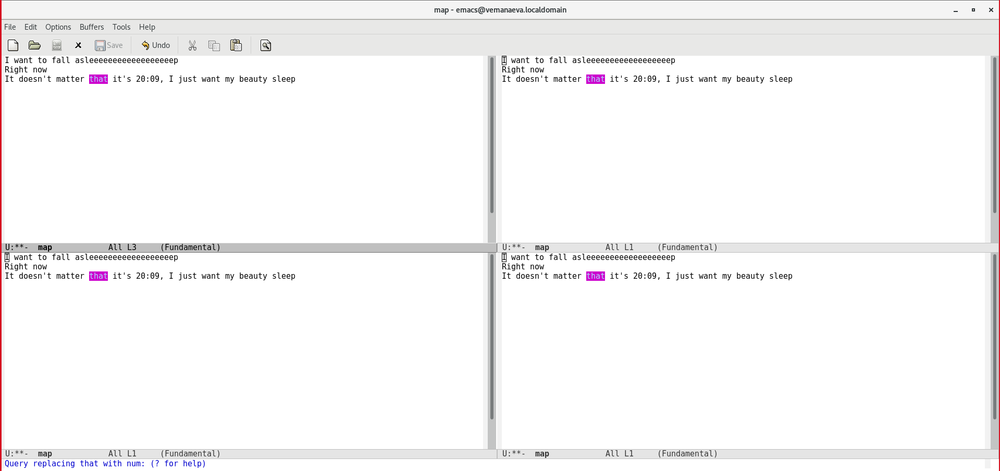 map - emacs@vemanaeva.localdomain
File Edit Options Buffers Tools Help
Save Undo
I want to fall asleeeeeeeeeeeeeeeeeep
Right now
It doesn't matter that it's 20:09, I just want my beauty sleep
U:**- map All L3 (Fundamental)
I want to fall asleeeeeeeeeeeeeeeeeep
Right now
It doesn't matter that it's 20:09, I just want my beauty sleep
U:**- map All L1 (Fundamental)
I want to fall asleeeeeeeeeeeeeeeeeep
Right now
It doesn't matter that it's 20:09, I just want my beauty sleep
U:**- map All L1 (Fundamental)
I want to fall asleeeeeeeeeeeeeeeeeep
Right now
It doesn't matter that it's 20:09, I just want my beauty sleep
U:**- map All L1 (Fundamental)
Query replacing that with num: (? for help)